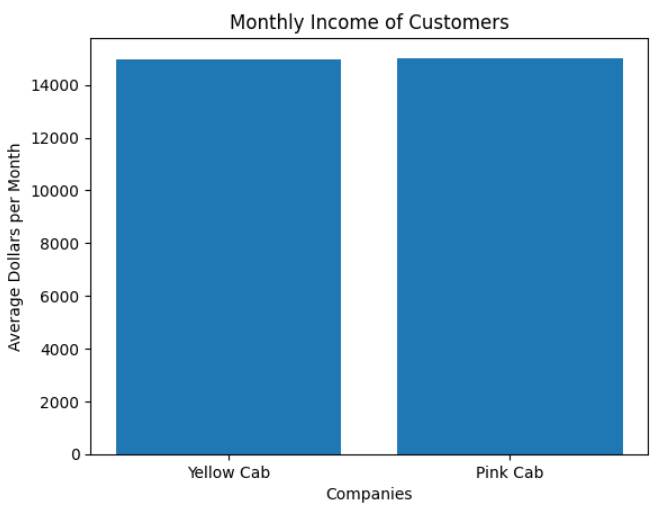 Monthly Income of Customers
Average Dollars per Month
14000
12000
10000
8000
6000
4000
2000
0
Yellow Cab
Pink Cab
Companies